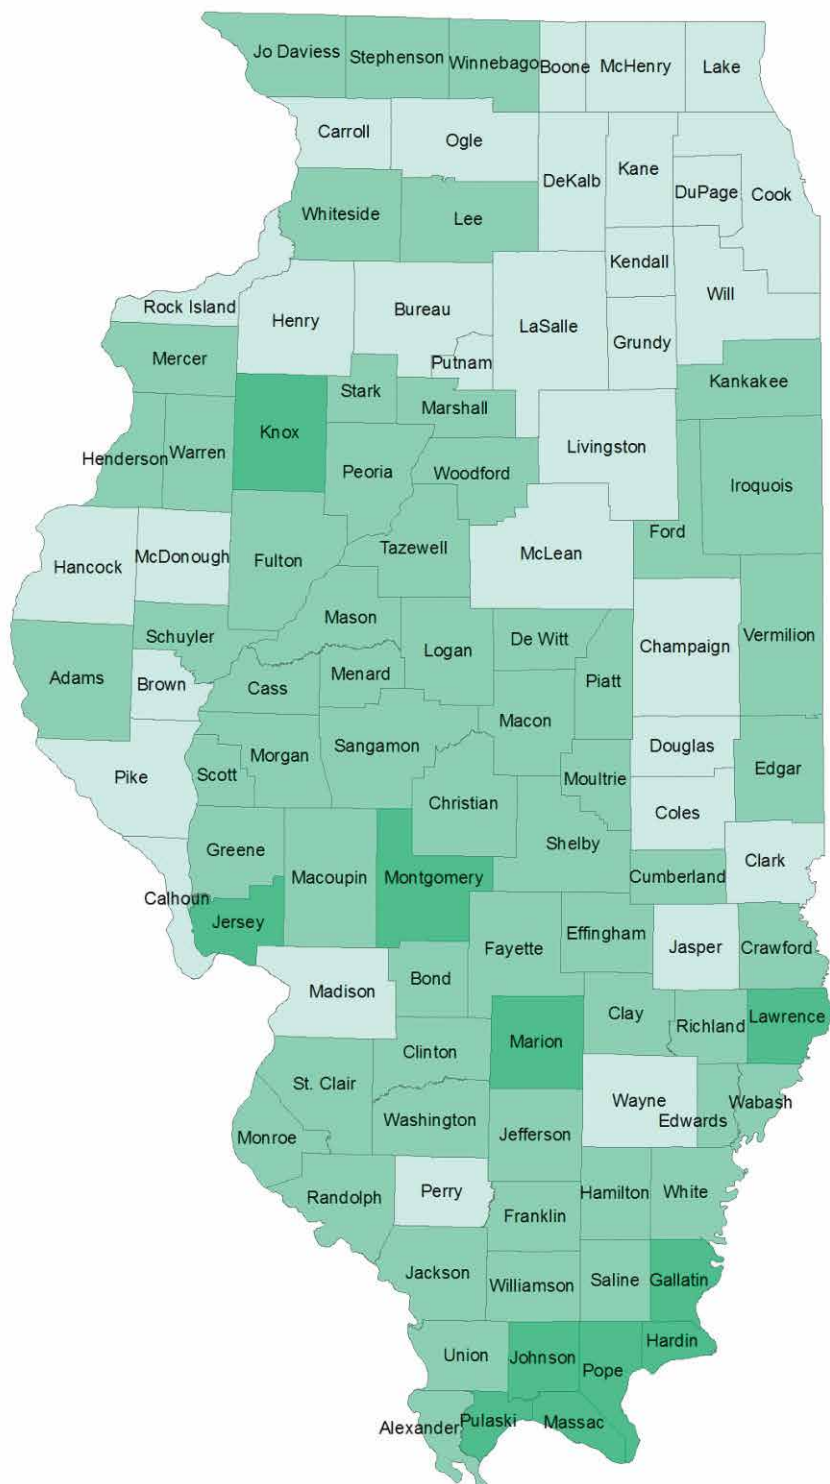 Jo Daviess
Stephenson
Winnebago
Boone
McHenry
Lake
Carroll
Ogle
DeKalb
Kane
DuPage
Cook
Whiteside
Lee
Kendall
Will
Rock Island
Henry
Bureau
Putnam
LaSalle
Grundy
Mercer
Stark
Marshall
Kankakee
Henderson
Warren
Knox
Peoria
Woodford
Livingston
Iroquois
Ford
Hancock
McDonough
Fulton
Tazewell
McLean
Mason
Schuyler
Logan
De Witt
Champaign
Vermilion
Adams
Brown
Cass
Menard
Piatt
Macon
Pike
Scott
Morgan
Sangamon
Douglas
Moultrie
Edgar
Christian
Coles
Greene
Macoupin
Montgomery
Shelby
Cumberland
Clark
Calhoun
Jersey
Fayette
Effingham
Jasper
Crawford
Madison
Bond
Marion
Clay
Richland
Lawrence
Clinton
St. Clair
Washington
Wayne
Edwards
Wabash
Monroe
Jefferson
Randolph
Perry
Franklin
Hamilton
White
Jackson
Williamson
Saline
Gallatin
Union
Johnson
Pope
Hardin
Alexander
Pulaski
Massac